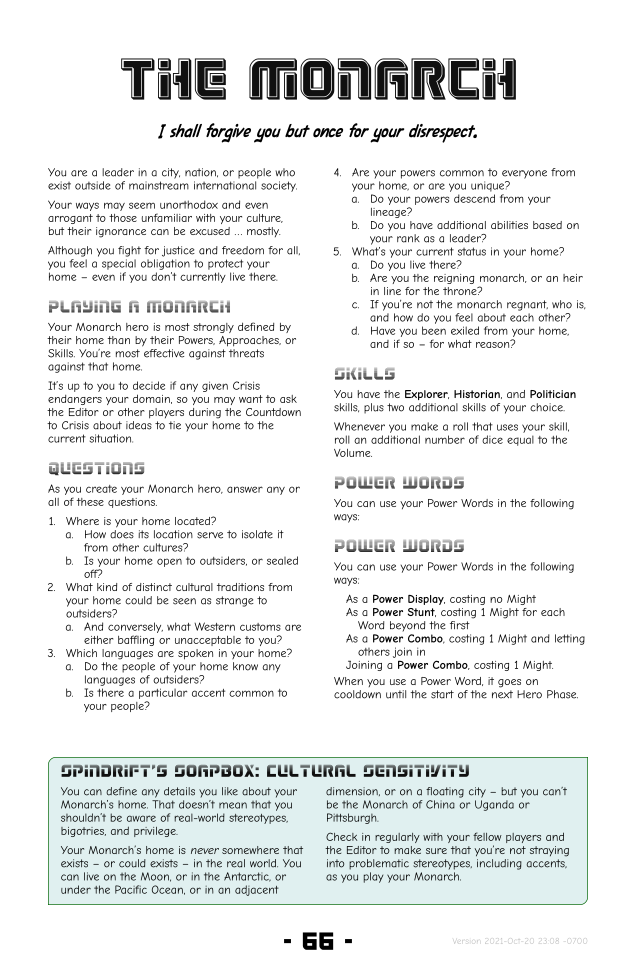 THE MONARCH
I shall forgive you but once for your disrespect.
You are a leader in a city, nation, or people who
exist outside of mainstream international society.
Your ways may seem unorthodox and even
arrogant to those unfamiliar with your culture,
but their ignorance can be excused ... mostly.
Although you fight for justice and freedom for all,
you feel a special obligation to protect your
home – even if you don't currently live there.
PLAYING A MONARCH
Your Monarch hero is most strongly defined by
their home than by their Powers, Approaches, or
Skills. You're most effective against threats
against that home.
It's up to you to decide if any given Crisis
endangers your domain, so you may want to ask
the Editor or other players during the Countdown
to Crisis about ideas to tie your home to the
current situation.
QUESTIONS
As you create your Monarch hero, answer any or
all of these questions.
1. Where is your home located?
a. How does its location serve to isolate it
from other cultures?
b. Is your home open to outsiders, or sealed
off?
2. What kind of distinct cultural traditions from
your home could be seen as strange to
outsiders?
a. And conversely, what Western customs are
either baffling or unacceptable to you?
3. Which languages are spoken in your home?
a. Do the people of your home know any
languages of outsiders?
b. Is there a particular accent common to
your people?
4. Are your powers common to everyone from
your home, or are you unique?
a. Do your powers descend from your
lineage?
b. Do you have additional abilities based on
your rank as a leader?
5. What's your current status in your home?
a. Do you live there?
b. Are you the reigning monarch, or an heir
in line for the throne?
c. If you're not the monarch regnant, who is,
and how do you feel about each other?
d. Have you been exiled from your home,
and if so – for what reason?
SKILLS
You have the Explorer, Historian, and Politician
skills, plus two additional skills of your choice.
Whenever you make a roll that uses your skill,
roll an additional number of dice equal to the
Volume.
POWER WORDS
You can use your Power Words in the following
ways:
POWER WORDS
You can use your Power Words in the following
ways:
As a Power Display, costing no Might
As a Power Stunt, costing 1 Might for each
Word beyond the first
As a Power Combo, costing 1 Might and letting
others join in
Joining a Power Combo, costing 1 Might.
When you use a Power Word, it goes on
cooldown until the start of the next Hero Phase.
SPINDRIFT'S SOAPBOX: CULTURAL SENSITIVITY
You can define any details you like about your
Monarch's home. That doesn't mean that you
shouldn't be aware of real-world stereotypes,
bigotries, and privilege.
Your Monarch's home is never somewhere that
exists – or could exists – in the real world. You
can live on the Moon, or in the Antarctic, or
under the Pacific Ocean, or in an adjacent
dimension, or on a floating city – but you can't
be the Monarch of China or Uganda or
Pittsburgh.
Check in regularly with your fellow players and
the Editor to make sure that you're not straying
into problematic stereotypes, including accents,
as you play your Monarch.
- 66 -
Version 2021-Oct-20 23:08 -0700